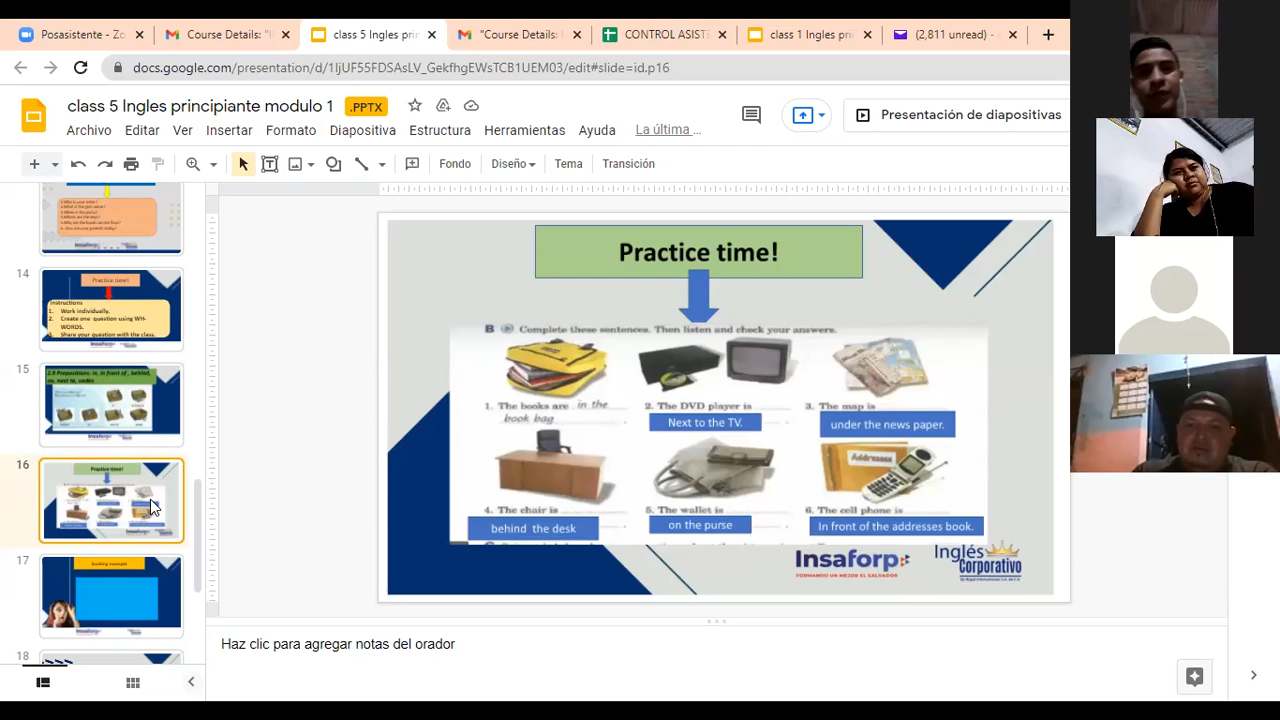 Posasistente - Zo
Course Details: "I
class 5 Ingles prin
"Course Details: I
CONTROL ASIST
class 1 Ingles prin
(2,811 unread) -
docs.google.com/presentation/d/1IjUF55FDSAsLV_GekfhgEWsTC81UEM03/edit#slide=id.p16
class 5 Ingles principiante modulo 1
.PPTX
Archivo Editar Ver Insertar Formato Diapositiva Organizar Herramientas Ayuda La última ...
Presentación de diapositivas
Fondo Diseño Tema Transición
14
Practice time!
Instructions
1. Work individually.
2. Create one question using WH-
WORDS.
3. Share your question with the class.
15
2.9 Prepositions: in, in front of, behind,
on, next to, under
16
Practice time!
17
18
Practice time!
B Complete these sentences. Then listen and check your answers.
1. The books are in the
book bag
2. The DVD player is
Next to the TV.
3. The map is
under the news paper.
Addresses
4. The chair is
behind the desk
5. The wallet is
on the purse
6. The cell phone is
In front of the addresses book.
Insaforp
FORMANDO UN MEJOR EL SALVADOR
Inglés
Corporativo
Haz clic para agregar notas del orador